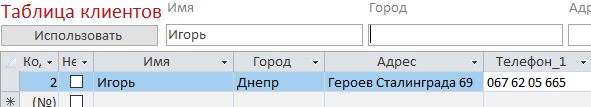 Таблица клиентов Имя Город Адр
Использовать Игорь
Ко, Не Имя Город Адрес Телефон_1
2 Игорь Днепр Героев Сталинграда 69 067 62 05 665
(№)